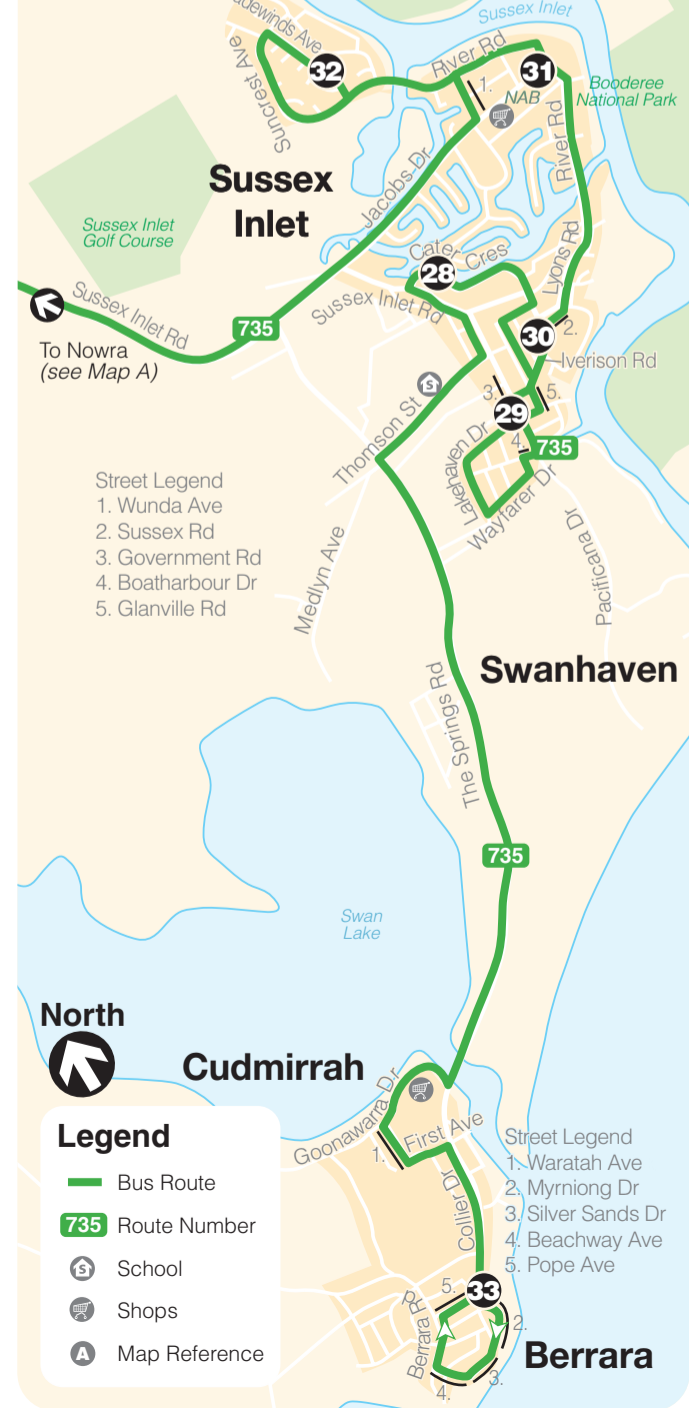 Sussex Inlet
adewinds Ave
River Rd
32
31
1.
NAB
Booderee
National Park
Suncrest Ave
River Rd
Sussex
Inlet
Jacobs Dr
Sussex Inlet
Golf Course
Cater Cres
28
Lyons Rd
Sussex Inlet Rd
Sussex Inlet Rd
735
To Nowra
(see Map A)
30
2.
Iverison Rd
S
3.
5.
29
Thomson St
4.
735
Lakehaven Dr
Wayfarer Dr
Street Legend
1. Wunda Ave
2. Sussex Rd
3. Government Rd
4. Boatharbour Dr
5. Glanville Rd
Medlyn Ave
Pacificana Dr
Swanhaven
The Springs Rd
735
Swan
Lake
North
Cudmirrah
Goonawarra Dr
First Ave
1.
Collier Dr
Street Legend
1. Waratah Ave
2. Myrniong Dr
3. Silver Sands Dr
4. Beachway Ave
5. Pope Ave
5.
33
2.
Berrara Rd
Berrara
3.
4.
Legend
Bus Route
735 Route Number
S School
Shops
A Map Reference